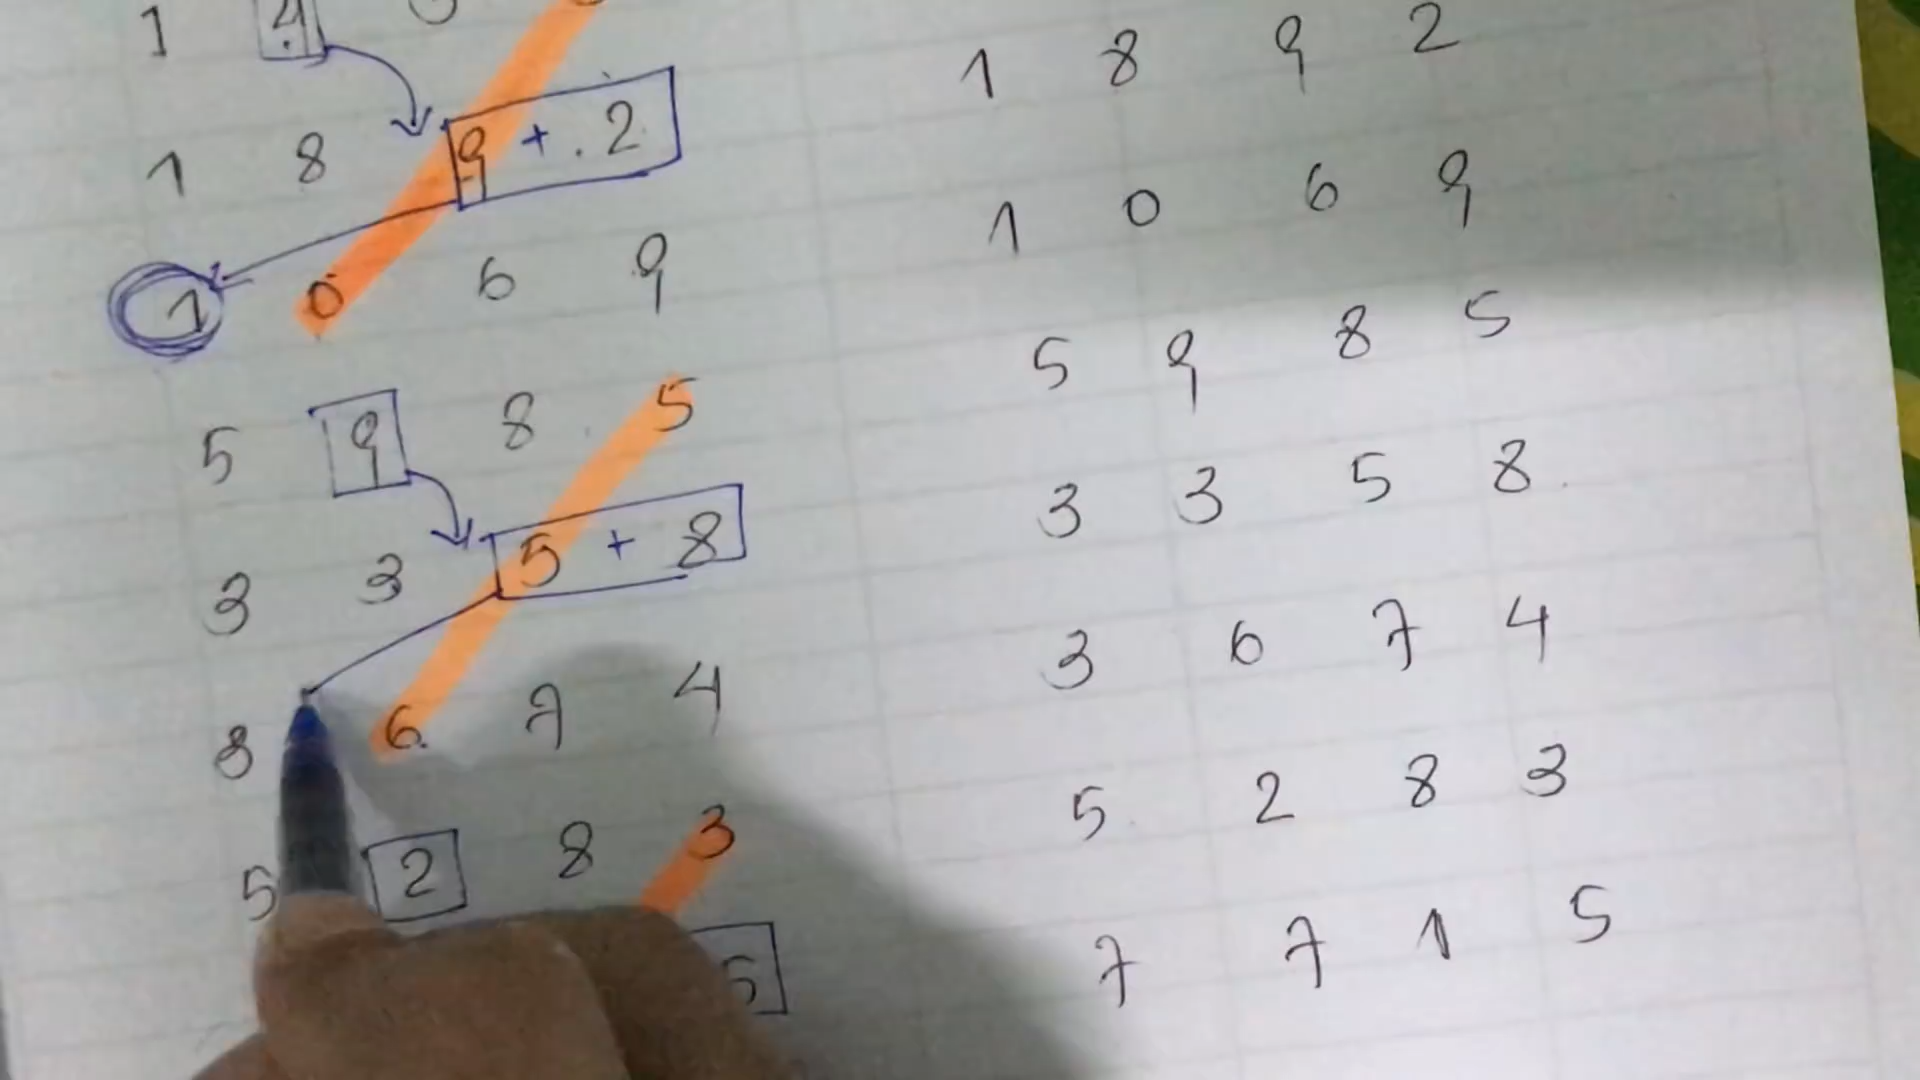 1 4
1 8 9 + . 2
1 0 6 9
5 9 8 5
3 3 5 + 8
3 6. 7 4
5 2 8 3
5
1 8 9 2
1 0 6 9
5 9 8 5
3 3 5 8
3 6 7 4
5 2 8 3
7 7 1 5